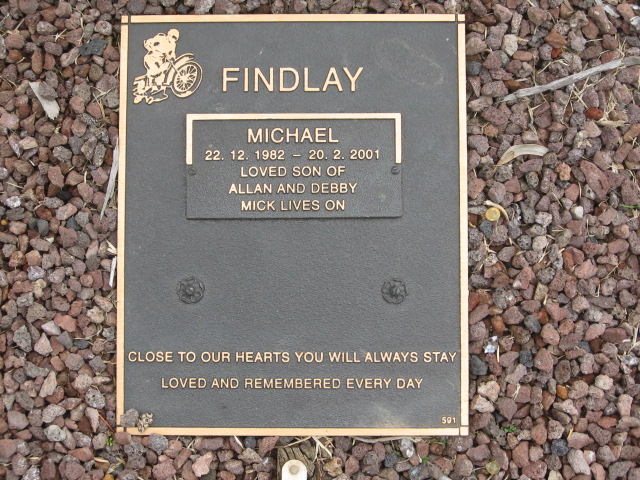 FINDLAY
MICHAEL
22. 12. 1982 – 20. 2. 2001
LOVED SON OF
ALLAN AND DEBBY
MICK LIVES ON
CLOSE TO OUR HEARTS YOU WILL ALWAYS STAY
LOVED AND REMEMBERED EVERY DAY
591